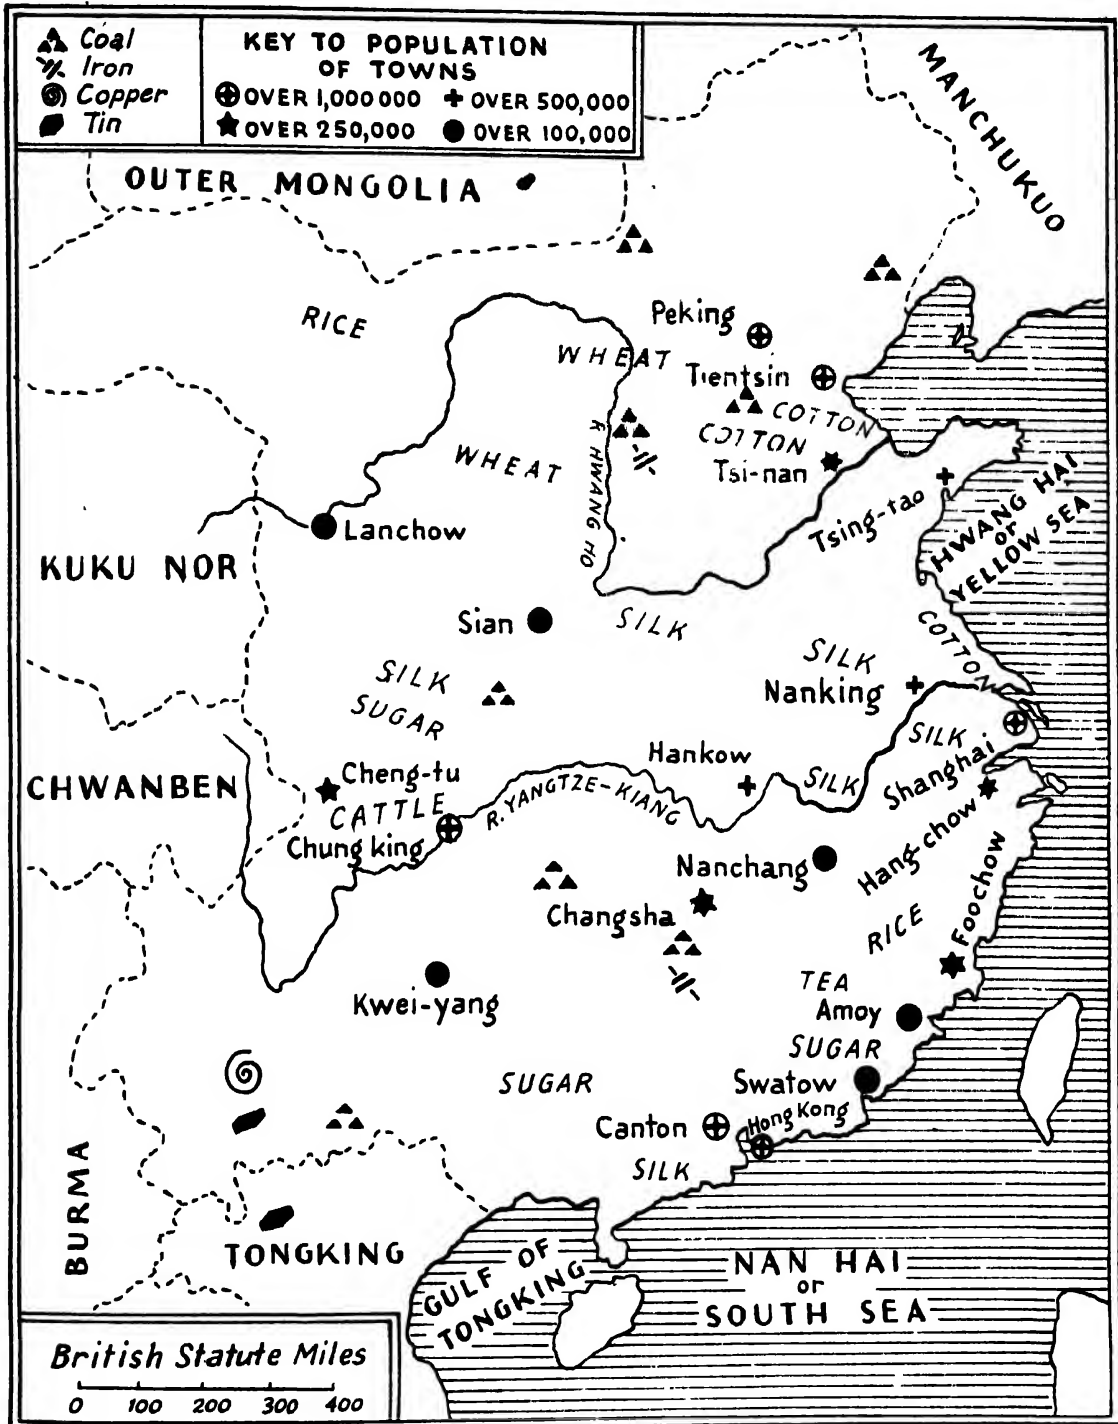 Coal
Iron
Copper
Tin
KEY TO POPULATION
OF TOWNS
OVER 1,000000
OVER 500,000
OVER 250,000
OVER 100,000
MANCHUKUO
OUTER MONGOLIA
RICE
Peking
WHEAT
Tientsin
COTTON
COTTON
WHEAT
Tsi-nan
R. HWANG HO
Tsing-tao
HWANG HAI
or
YELLOW SEA
Lanchow
KUKU NOR
Sian
SILK
COTTON
SILK
SILK
Nanking
SUGAR
SILK
Hankow
Shanghai
CHWANBEN
Cheng-tu
SILK
CATTLE
R. YANGTZE-KIANG
Chung king
Hang-chow
Nanchang
Changsha
RICE
Foochow
Kwei-yang
TEA
Amoy
SUGAR
SUGAR
Swatow
Canton
Hong Kong
SILK
BURMA
TONGKING
GULF OF
TONGKING
NAN HAI
or
SOUTH SEA
British Statute Miles
0 100 200 300 400